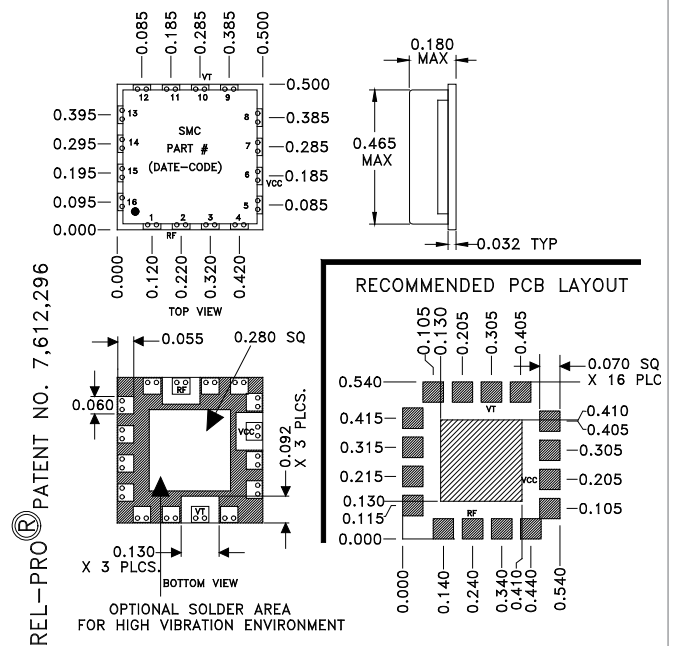 0.085 0.185 0.285 0.385 0.500
VT
12 11 10 9
0.500
0.395 13 8 0.385
SMC
PART #
(DATE-CODE)
0.295 14 7 0.285
0.195 15 6 0.185
VCC
0.095 16 5 0.085
1 2 3 4
0.000
RF
0.000 0.120 0.220 0.320 0.420
TOP VIEW
0.180
MAX
0.465
MAX
0.032 TYP
REL-PRO® PATENT NO. 7,612,296
0.055 0.280 SQ
RF
0.060
VCC
0.092
X 3 PLCS.
VT
0.130
X 3 PLCS.
BOTTOM VIEW
OPTIONAL SOLDER AREA
FOR HIGH VIBRATION ENVIRONMENT
RECOMMENDED PCB LAYOUT
0.105 0.130 0.205 0.305 0.405
0.070 SQ
X 16 PLC
0.540
VT
0.415 0.410
0.405
0.315 0.305
0.215 VCC 0.205
0.130
0.115 0.105
RF
0.000
0.000 0.140 0.240 0.340 0.410 0.440 0.540